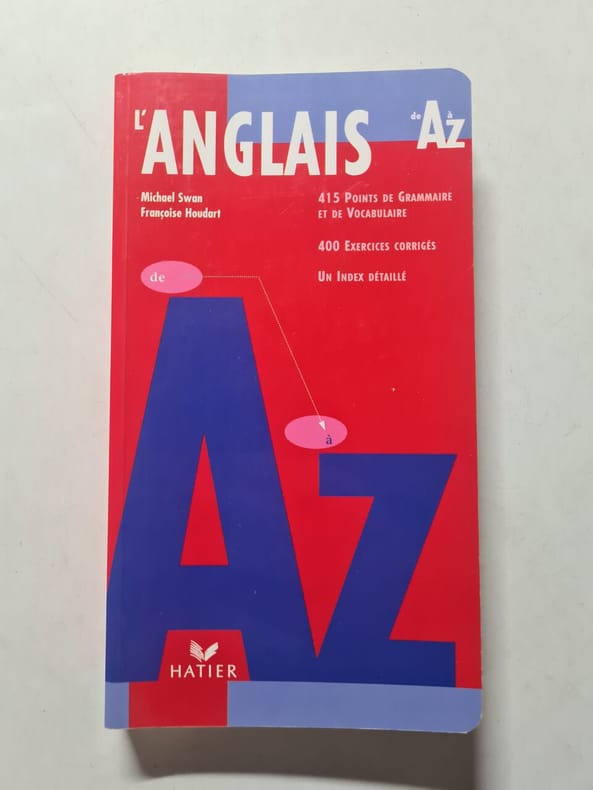 L'ANGLAIS
de A à Z
Michael Swan
Françoise Houdart
415 Points de Grammaire
et de Vocabulaire
400 Exercices corrigés
Un Index détaillé
de
A
à
Z
HATIER